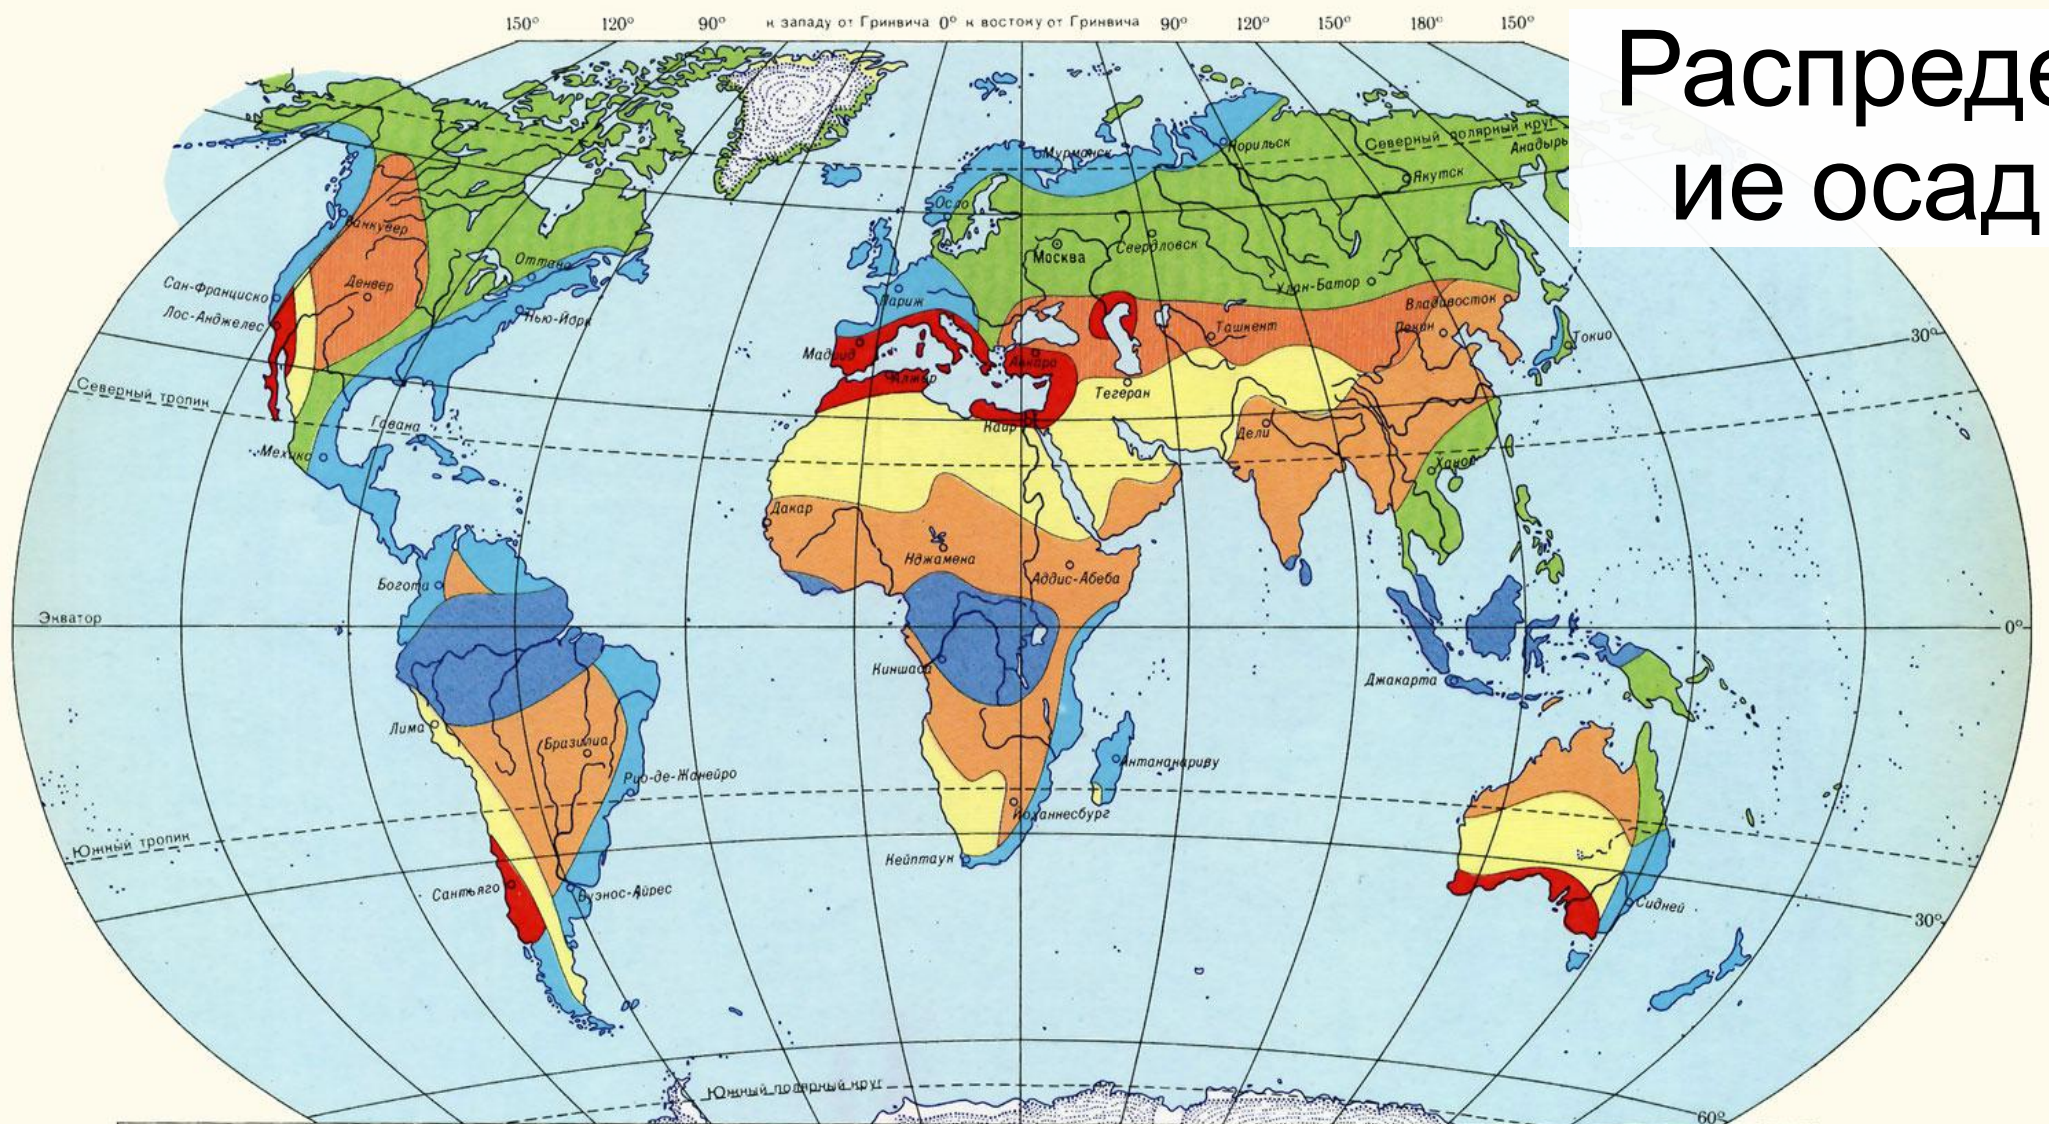 150° 120° 90° к западу от Гринвича 0° к востоку от Гринвича 90° 120° 150° 180° 150°
Распреде
ие осад
Северный полярный круг
Анадырь
Норильск
Мурманск
Якутск
Осло
Ванкувер
Свердловск
Москва
Оттава
Улан-Батор
Сан-Франциско
Денвер
Париж
Владивосток
Лос-Анджелес
Нью-Йорк
Ташкент
Пекин
Токио
30°
Мадрид
Анкара
Алжир
Тегеран
Северный тропик
Гавана
Каир
Дели
Мехико
Ханой
Дакар
Нджамена
Богота
Аддис-Абеба
Экватор
0°
Киншаса
Джакарта
Лима
Бразилиа
Рио-де-Жанейро
Антананариву
Йоханнесбург
Южный тропик
Кейптаун
Сантьяго
Буэнос-Айрес
Сидней
30°
Южный полярный круг
60°